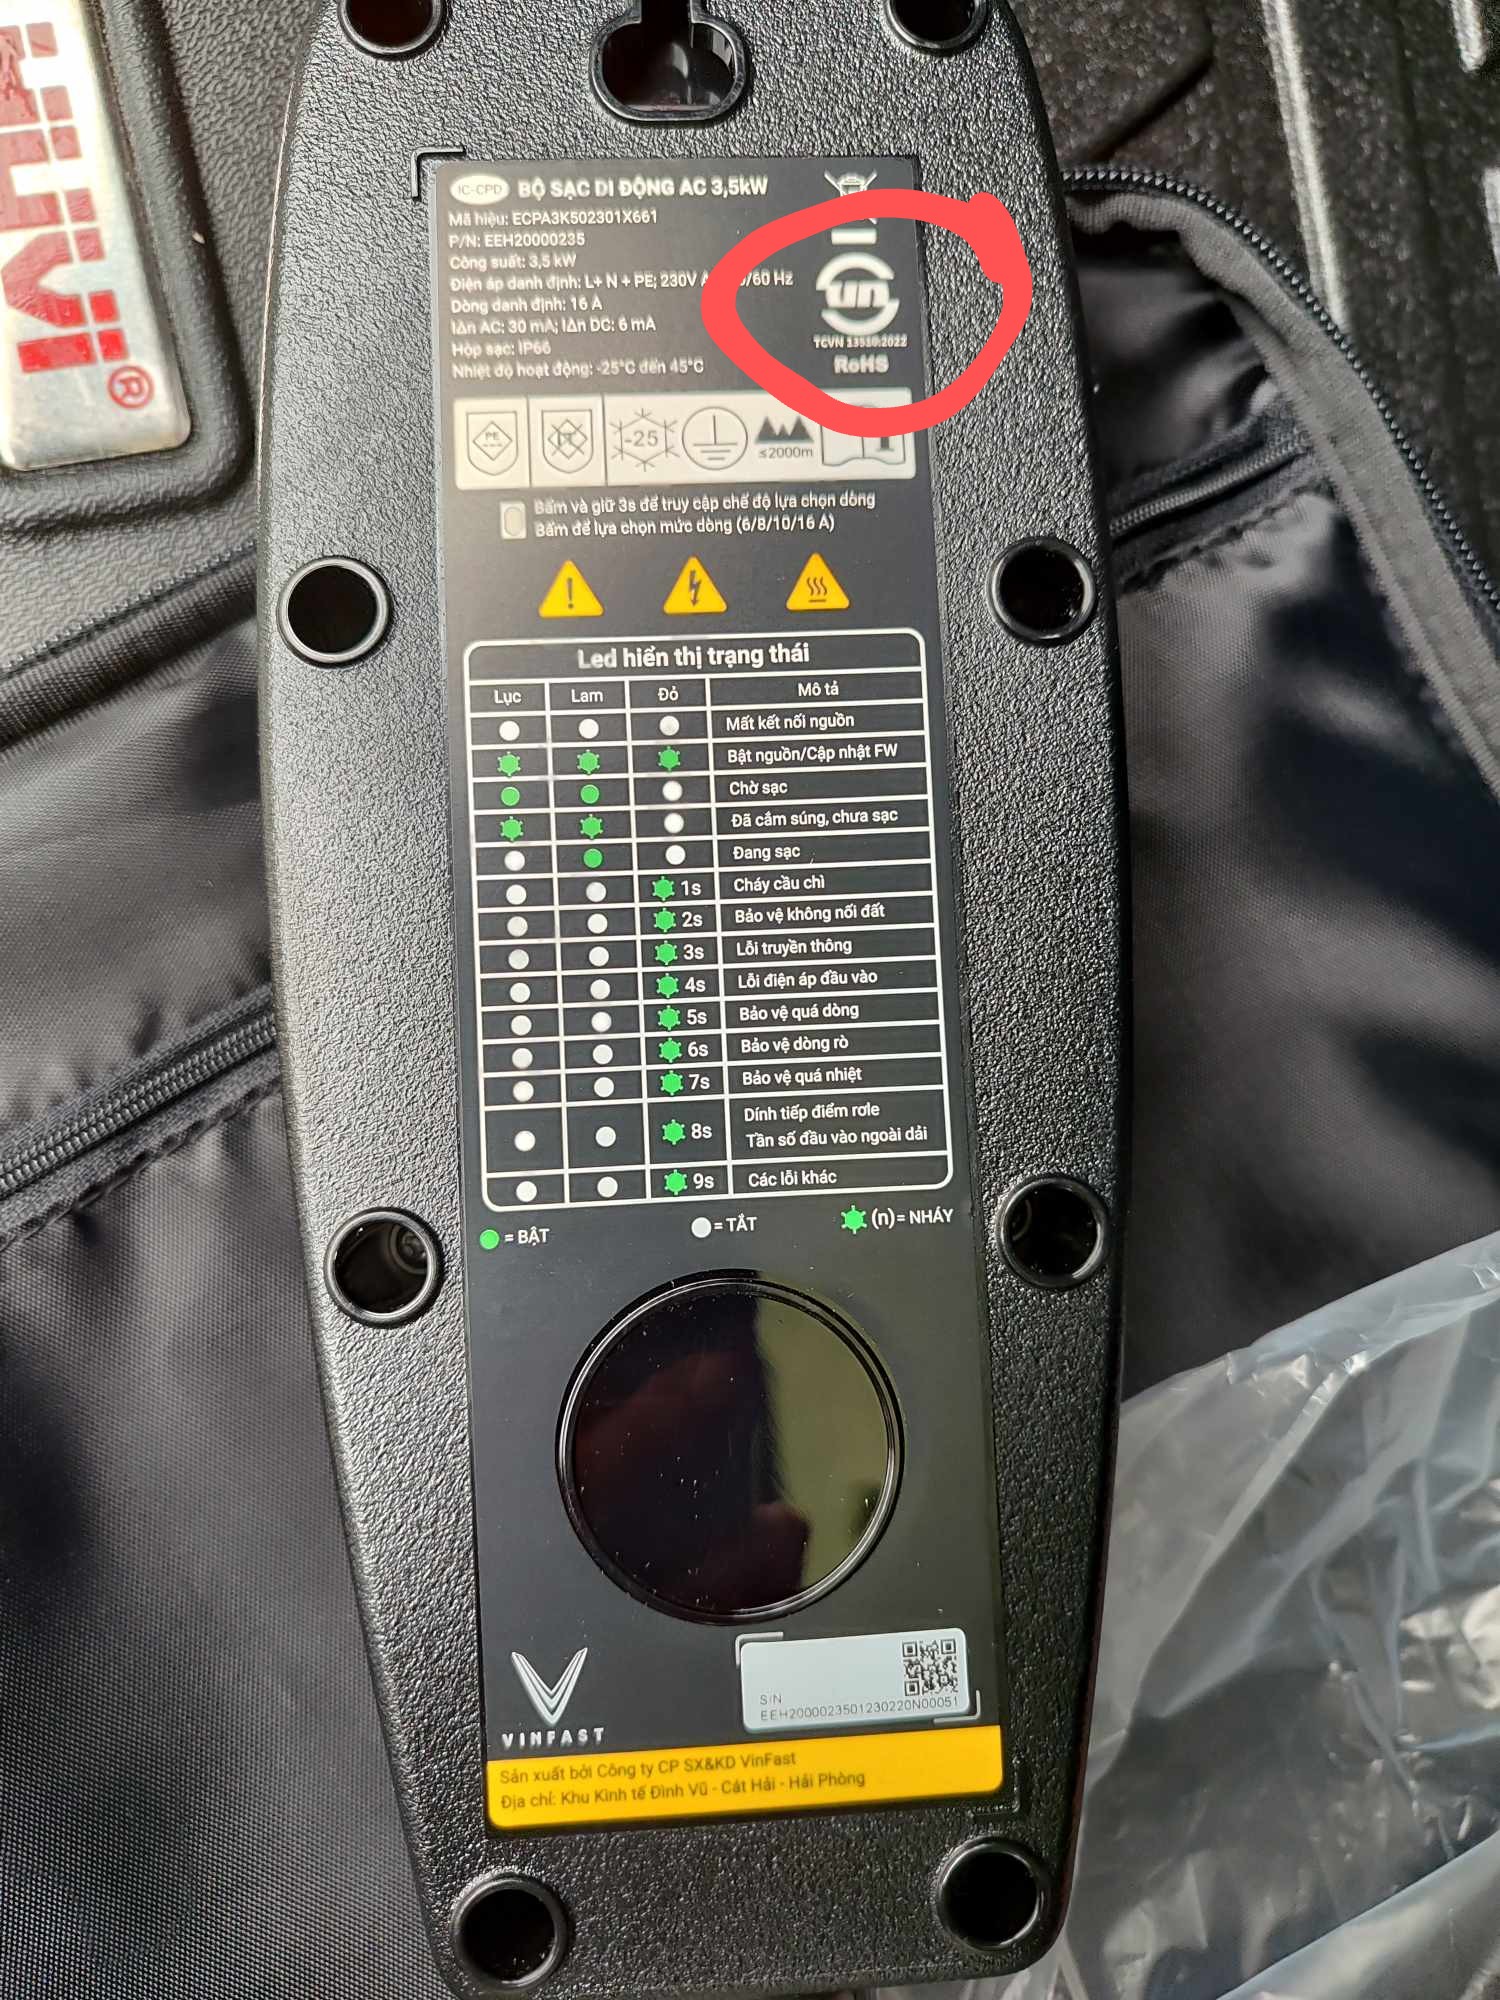 HUVI®
IC-CPD BỘ SẠC DI ĐỘNG AC 3,5kW
Mã hiệu: ECPA3K502301X661
P/N: EEH20000235
Công suất: 3,5 kW
Điện áp danh định: L+ N + PE; 230V /60 Hz
Dòng danh định: 16 A
IΔn AC: 30 mA; IΔn DC: 6 mA
Hộp sạc: IP66
Nhiệt độ hoạt động: -25°C đến 45°C
un
TCVN 13510:2022
RoHS
PE
-25
≤2000m
Bấm và giữ 3s để truy cập chế độ lựa chọn dòng
Bấm để lựa chọn mức dòng (6/8/10/16 A)
Led hiển thị trạng thái
Lục Lam Đỏ Mô tả
Mất kết nối nguồn
Bật nguồn/Cập nhật FW
Chờ sạc
Đã cắm súng, chưa sạc
Đang sạc
1s Cháy cầu chì
2s Bảo vệ không nối đất
3s Lỗi truyền thông
4s Lỗi điện áp đầu vào
5s Bảo vệ quá dòng
6s Bảo vệ dòng rò
7s Bảo vệ quá nhiệt
8s Dính tiếp điểm rơle
Tần số đầu vào ngoài dải
9s Các lỗi khác
= BẬT = TẮT (n)= NHÁY
VINFAST
S/N
EEH2000023501230220N00051
Sản xuất bởi Công ty CP SX&KD VinFast
Địa chỉ: Khu Kinh tế Đình Vũ - Cát Hải - Hải Phòng